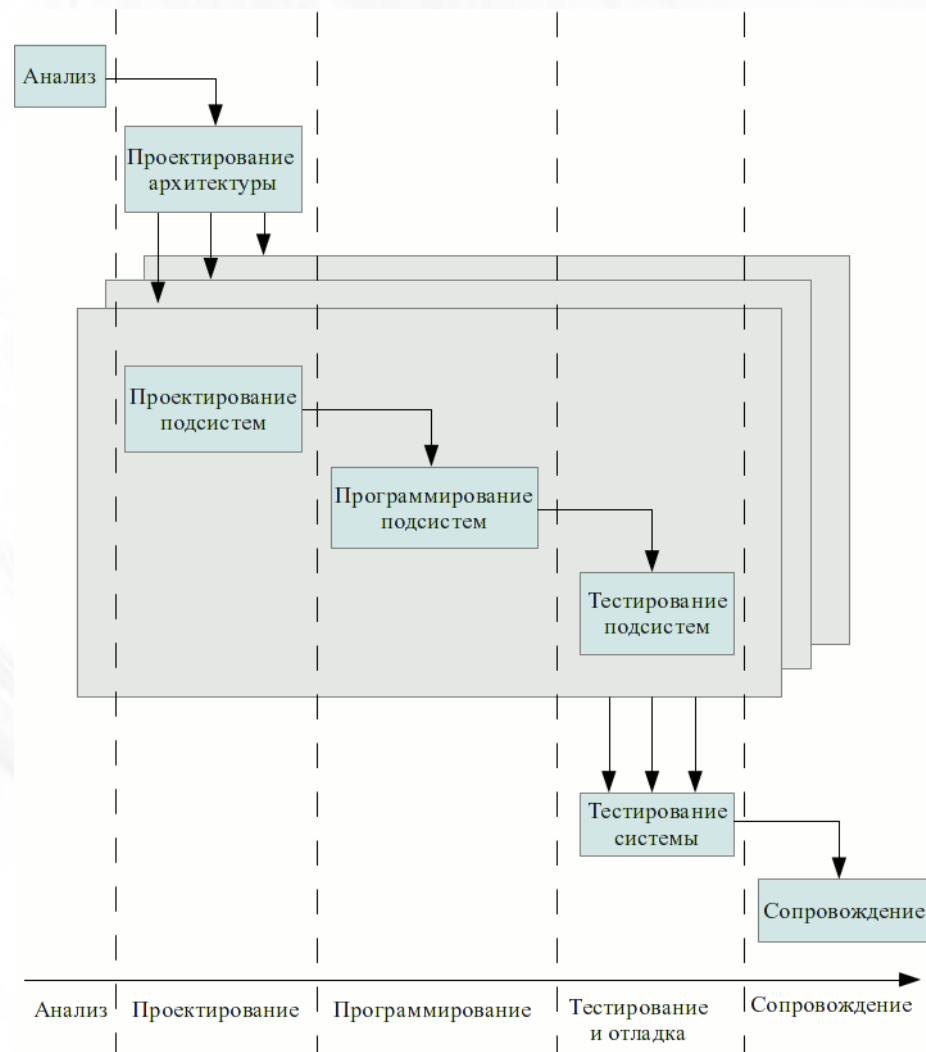 Анализ
Проектирование
архитектуры
Проектирование
подсистем
Программирование
подсистем
Тестирование
подсистем
Тестирование
системы
Сопровождение
Анализ
Проектирование
Программирование
Тестирование
и отладка
Сопровождение